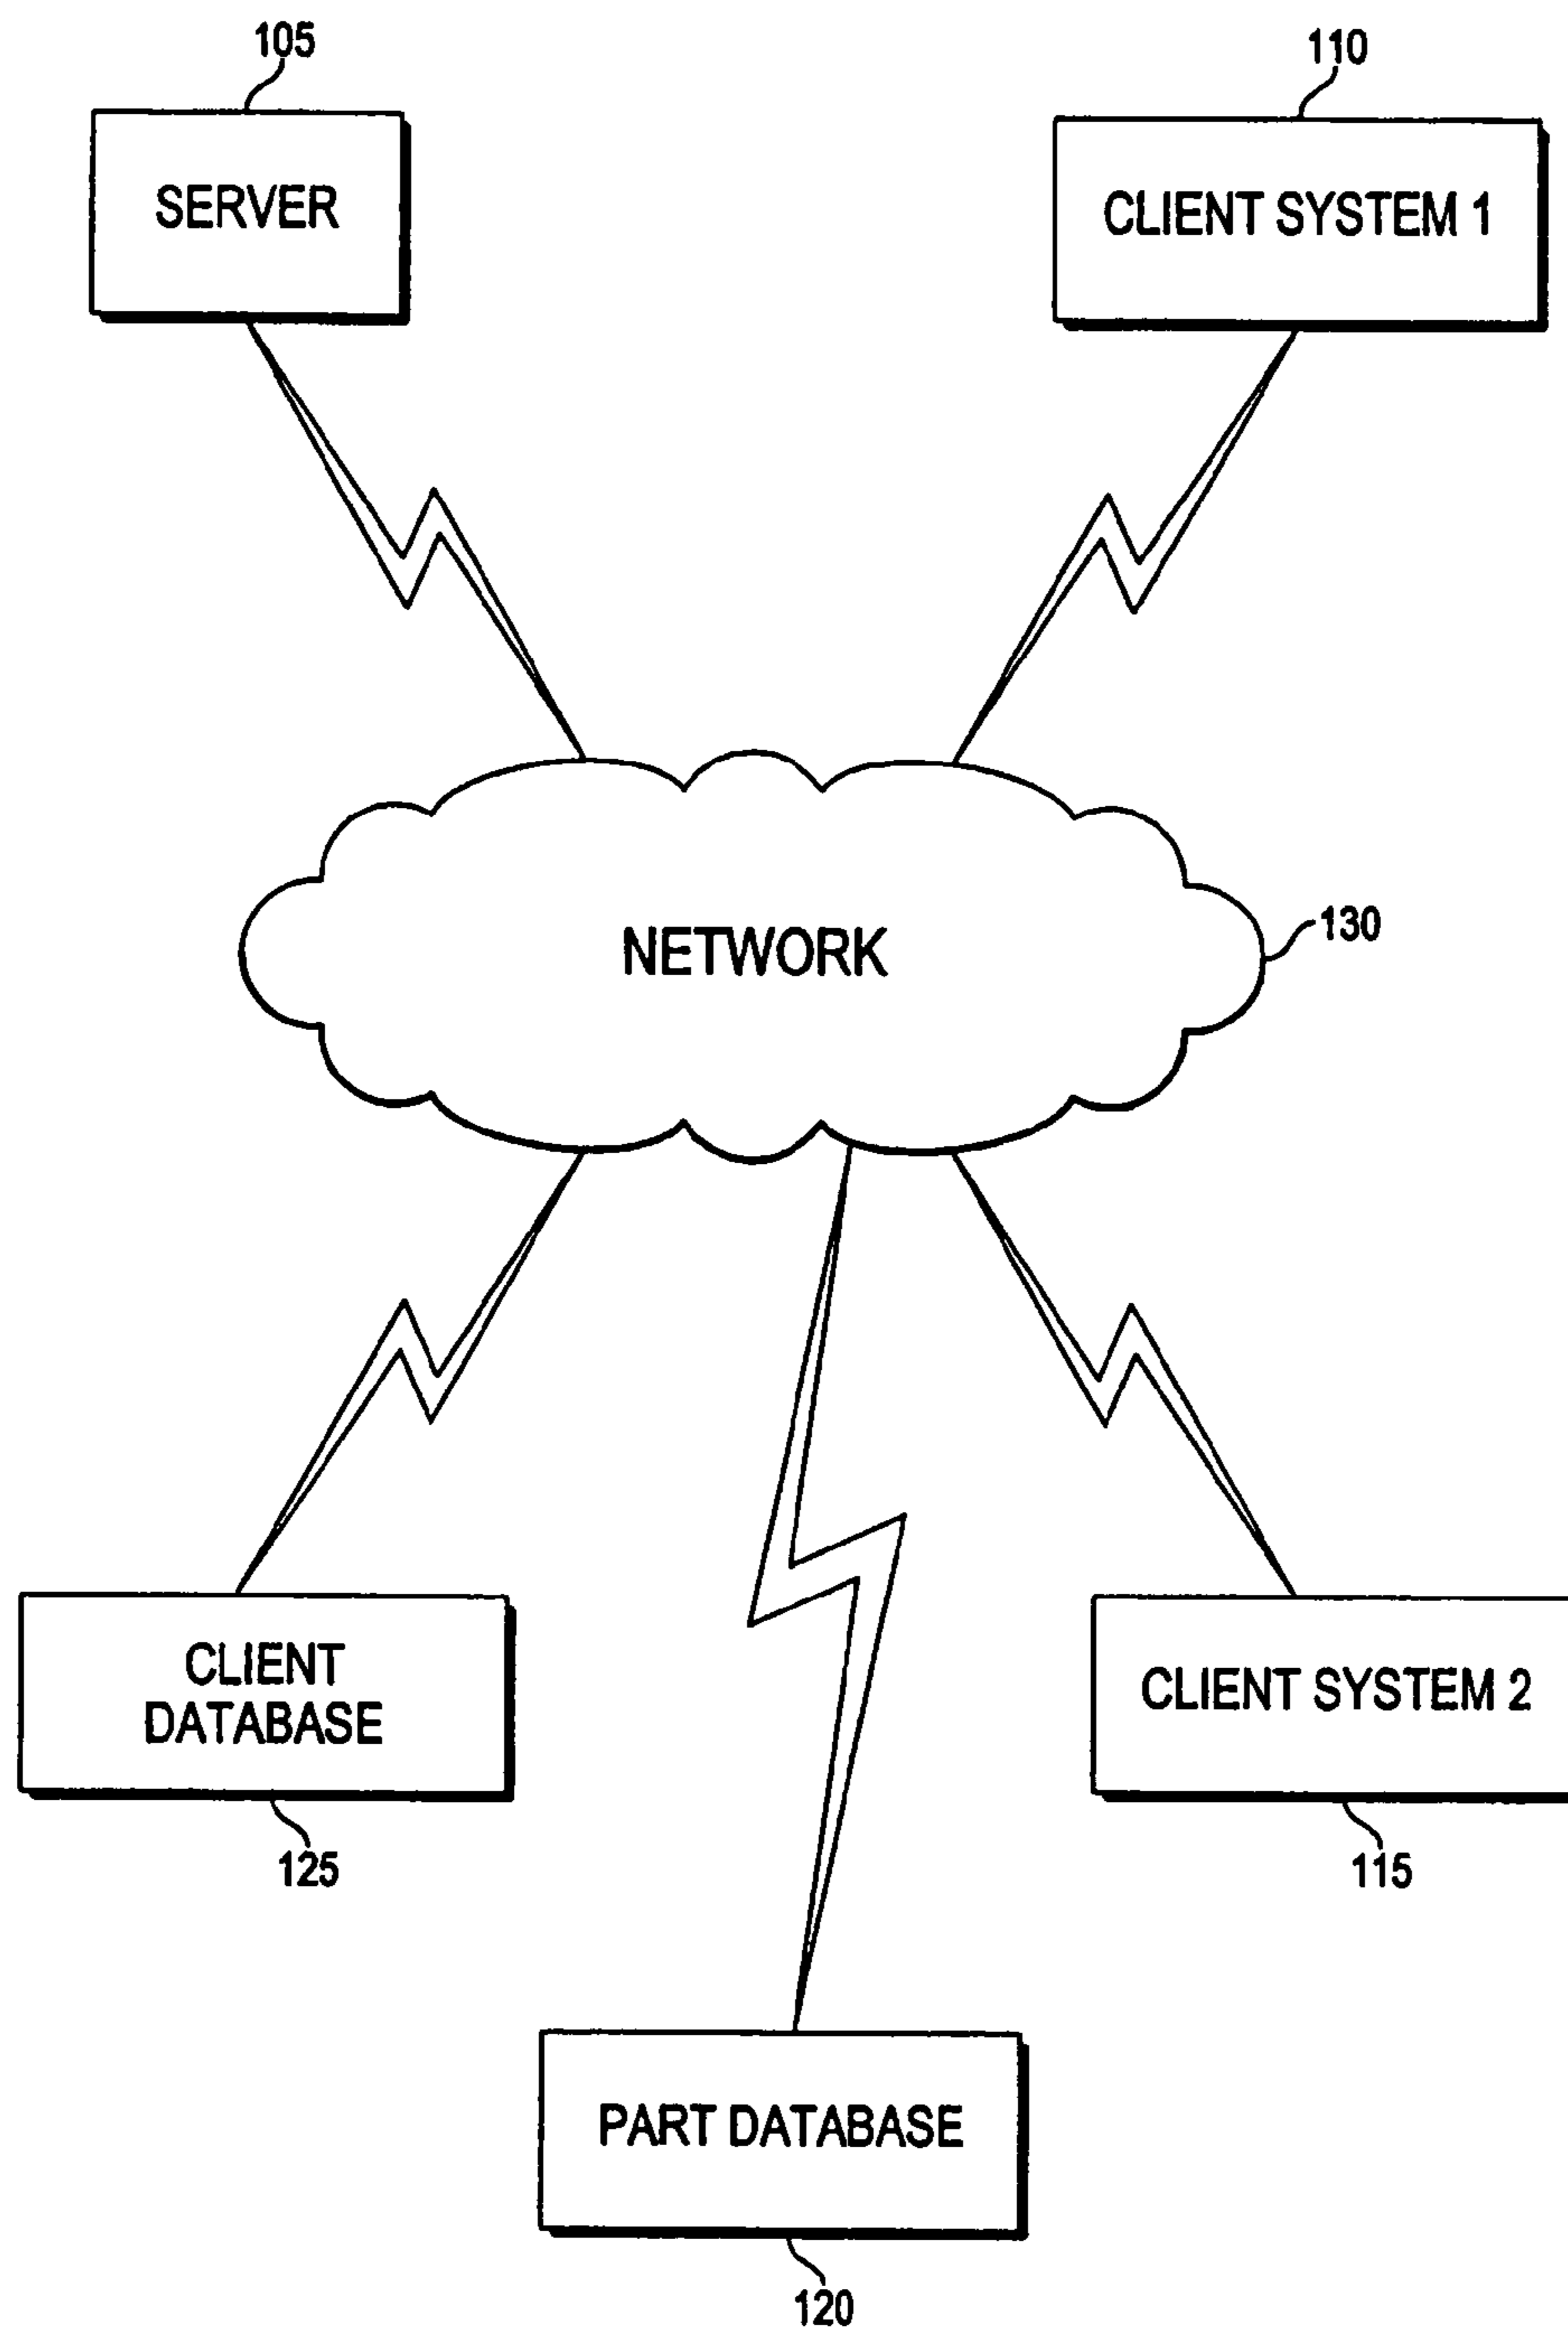 105
110
SERVER
CLIENT SYSTEM 1
NETWORK
130
CLIENT
DATABASE
CLIENT SYSTEM 2
125
115
PART DATABASE
120